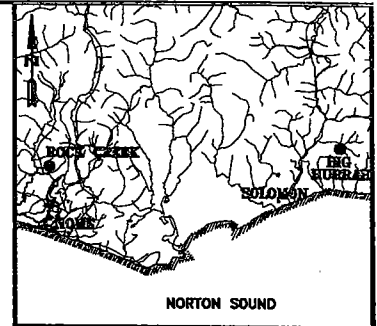 ROCK CREEK
BIG
HURRAH
SOLOMON
NOME
NORTON SOUND